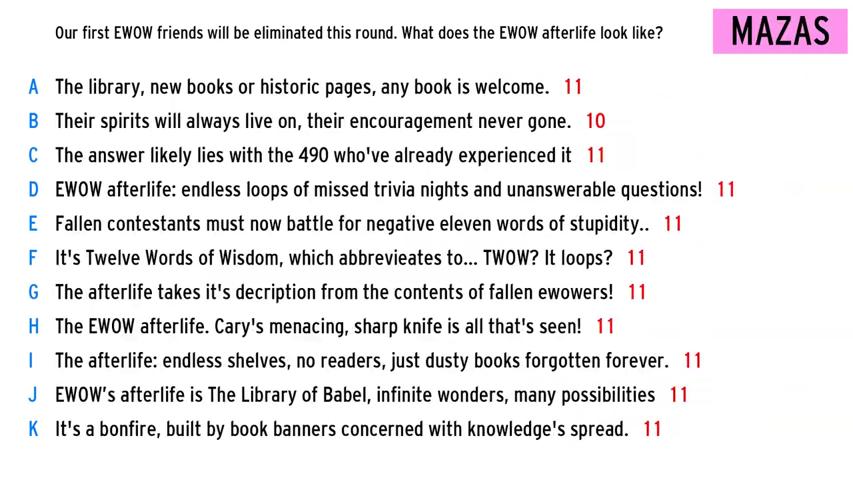 Our first EWOW friends will be eliminated this round. What does the EWOW afterlife look like?
MAZAS
A The library, new books or historic pages, any book is welcome. 11
B Their spirits will always live on, their encouragement never gone. 10
C The answer likely lies with the 490 who've already experienced it 11
D EWOW afterlife: endless loops of missed trivia nights and unanswerable questions! 11
E Fallen contestants must now battle for negative eleven words of stupidity.. 11
F It's Twelve Words of Wisdom, which abbrevieates to... TWOW? It loops? 11
G The afterlife takes it's decription from the contents of fallen ewowers! 11
H The EWOW afterlife. Cary's menacing, sharp knife is all that's seen! 11
I The afterlife: endless shelves, no readers, just dusty books forgotten forever. 11
J EWOW’s afterlife is The Library of Babel, infinite wonders, many possibilities 11
K It's a bonfire, built by book banners concerned with knowledge's spread. 11